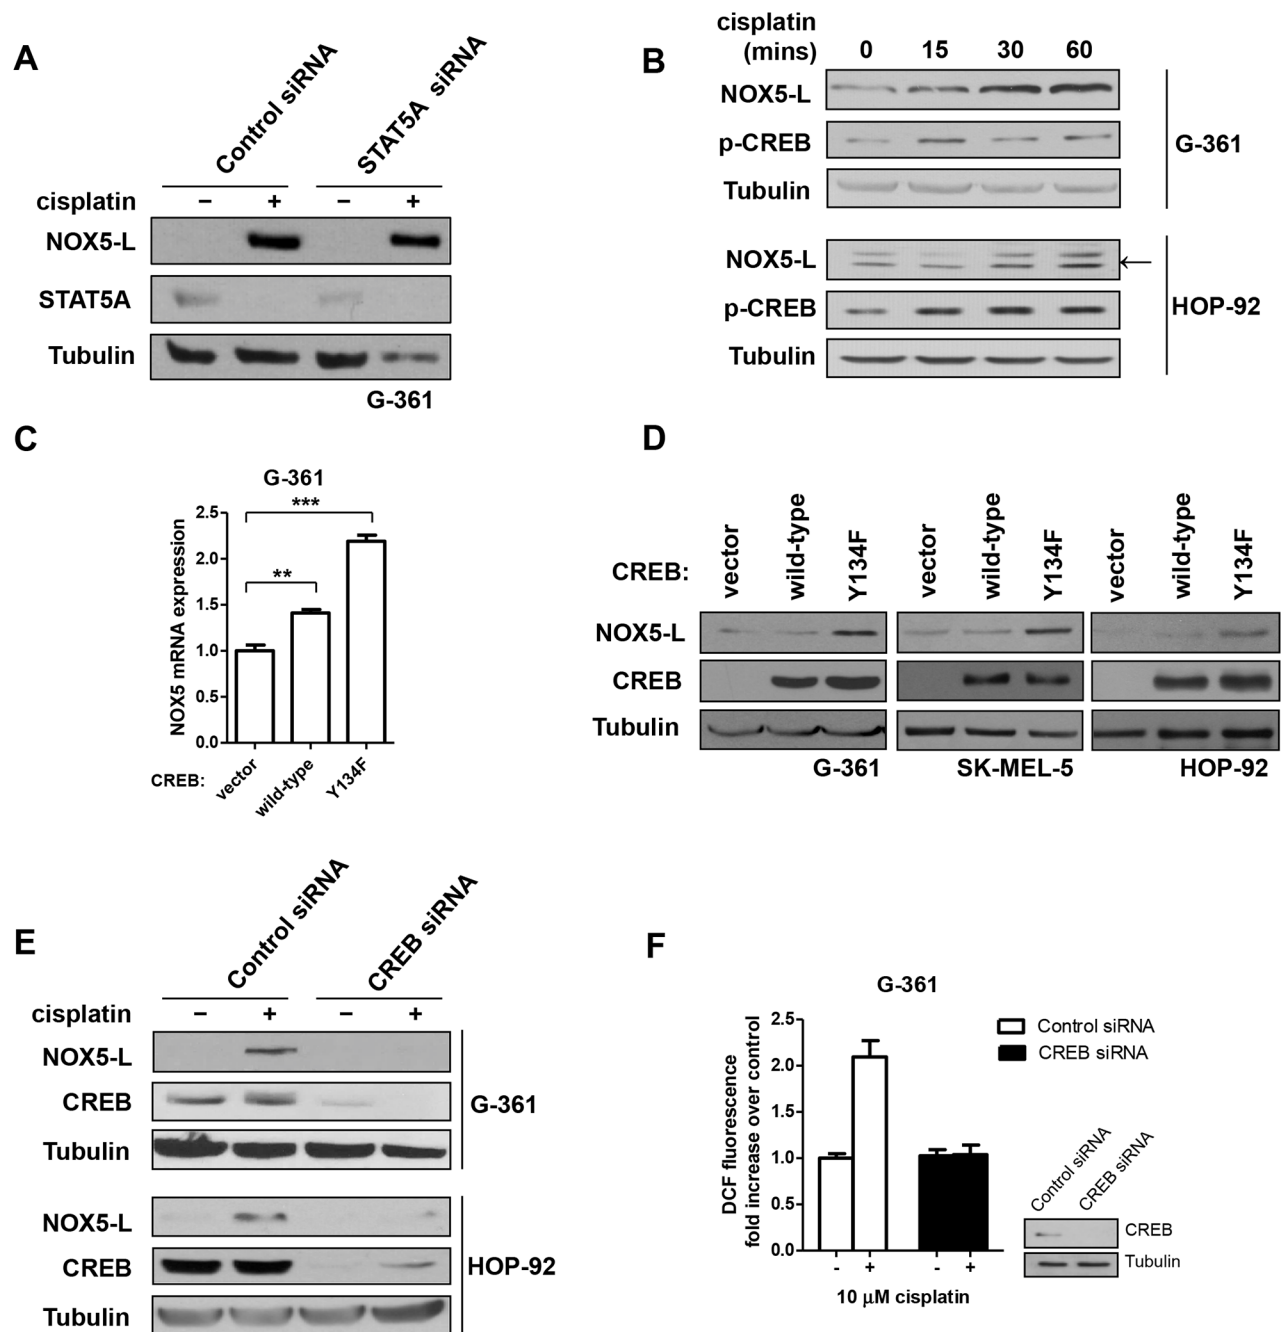 A
Control siRNA
STAT5A siRNA
cisplatin − + − +
NOX5-L
STAT5A
Tubulin
G-361
B
cisplatin
(mins) 0 15 30 60
NOX5-L
p-CREB
Tubulin
G-361
NOX5-L
p-CREB
Tubulin
HOP-92
C
G-361
NOX5 mRNA expression
2.5
2.0
1.5
1.0
0.5
0.0
***
**
CREB: vector wild-type Y134F
D
CREB: vector wild-type Y134F vector wild-type Y134F vector wild-type Y134F
NOX5-L
CREB
Tubulin
G-361 SK-MEL-5 HOP-92
E
Control siRNA
CREB siRNA
cisplatin − + − +
NOX5-L
CREB
Tubulin
G-361
NOX5-L
CREB
Tubulin
HOP-92
F
G-361
DCF fluorescence
fold increase over control
2.5
2.0
1.5
1.0
0.5
0.0
- + - +
10 μM cisplatin
Control siRNA
CREB siRNA
Control siRNA
CREB siRNA
CREB
Tubulin